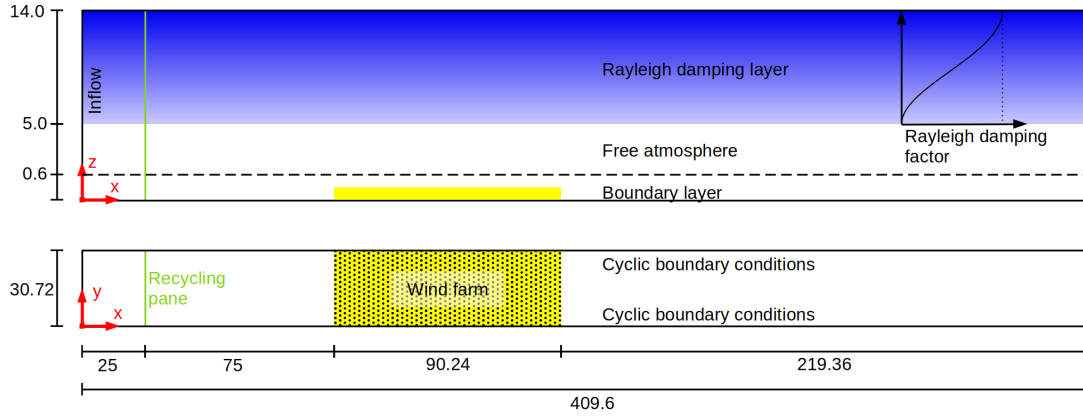 14.0
Inflow
Rayleigh damping layer
5.0
Rayleigh damping
factor
Free atmosphere
z
0.6
x
Boundary layer
Cyclic boundary conditions
Recycling
pane
30.72
y
Wind farm
x
Cyclic boundary conditions
25
75
90.24
219.36
409.6